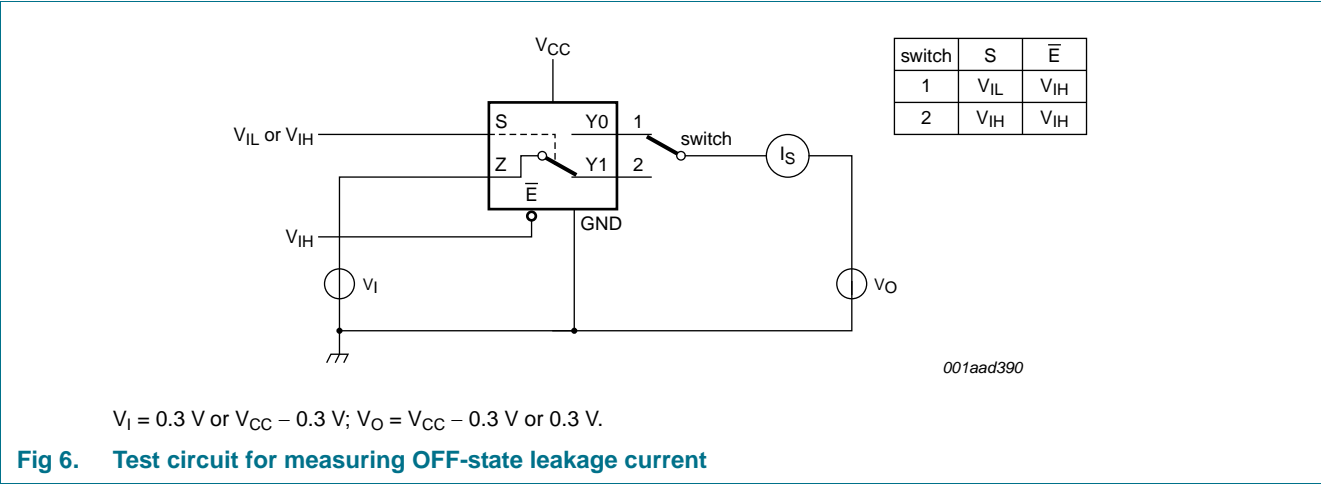 VCC
switch S E̅
1 VIL VIH
2 VIH VIH
VIL or VIH
S Y0 1
switch
IS
Z Y1 2
E̅
GND
VIH
VI
VO
001aad390
VI = 0.3 V or VCC − 0.3 V; VO = VCC − 0.3 V or 0.3 V.
Fig 6. Test circuit for measuring OFF-state leakage current